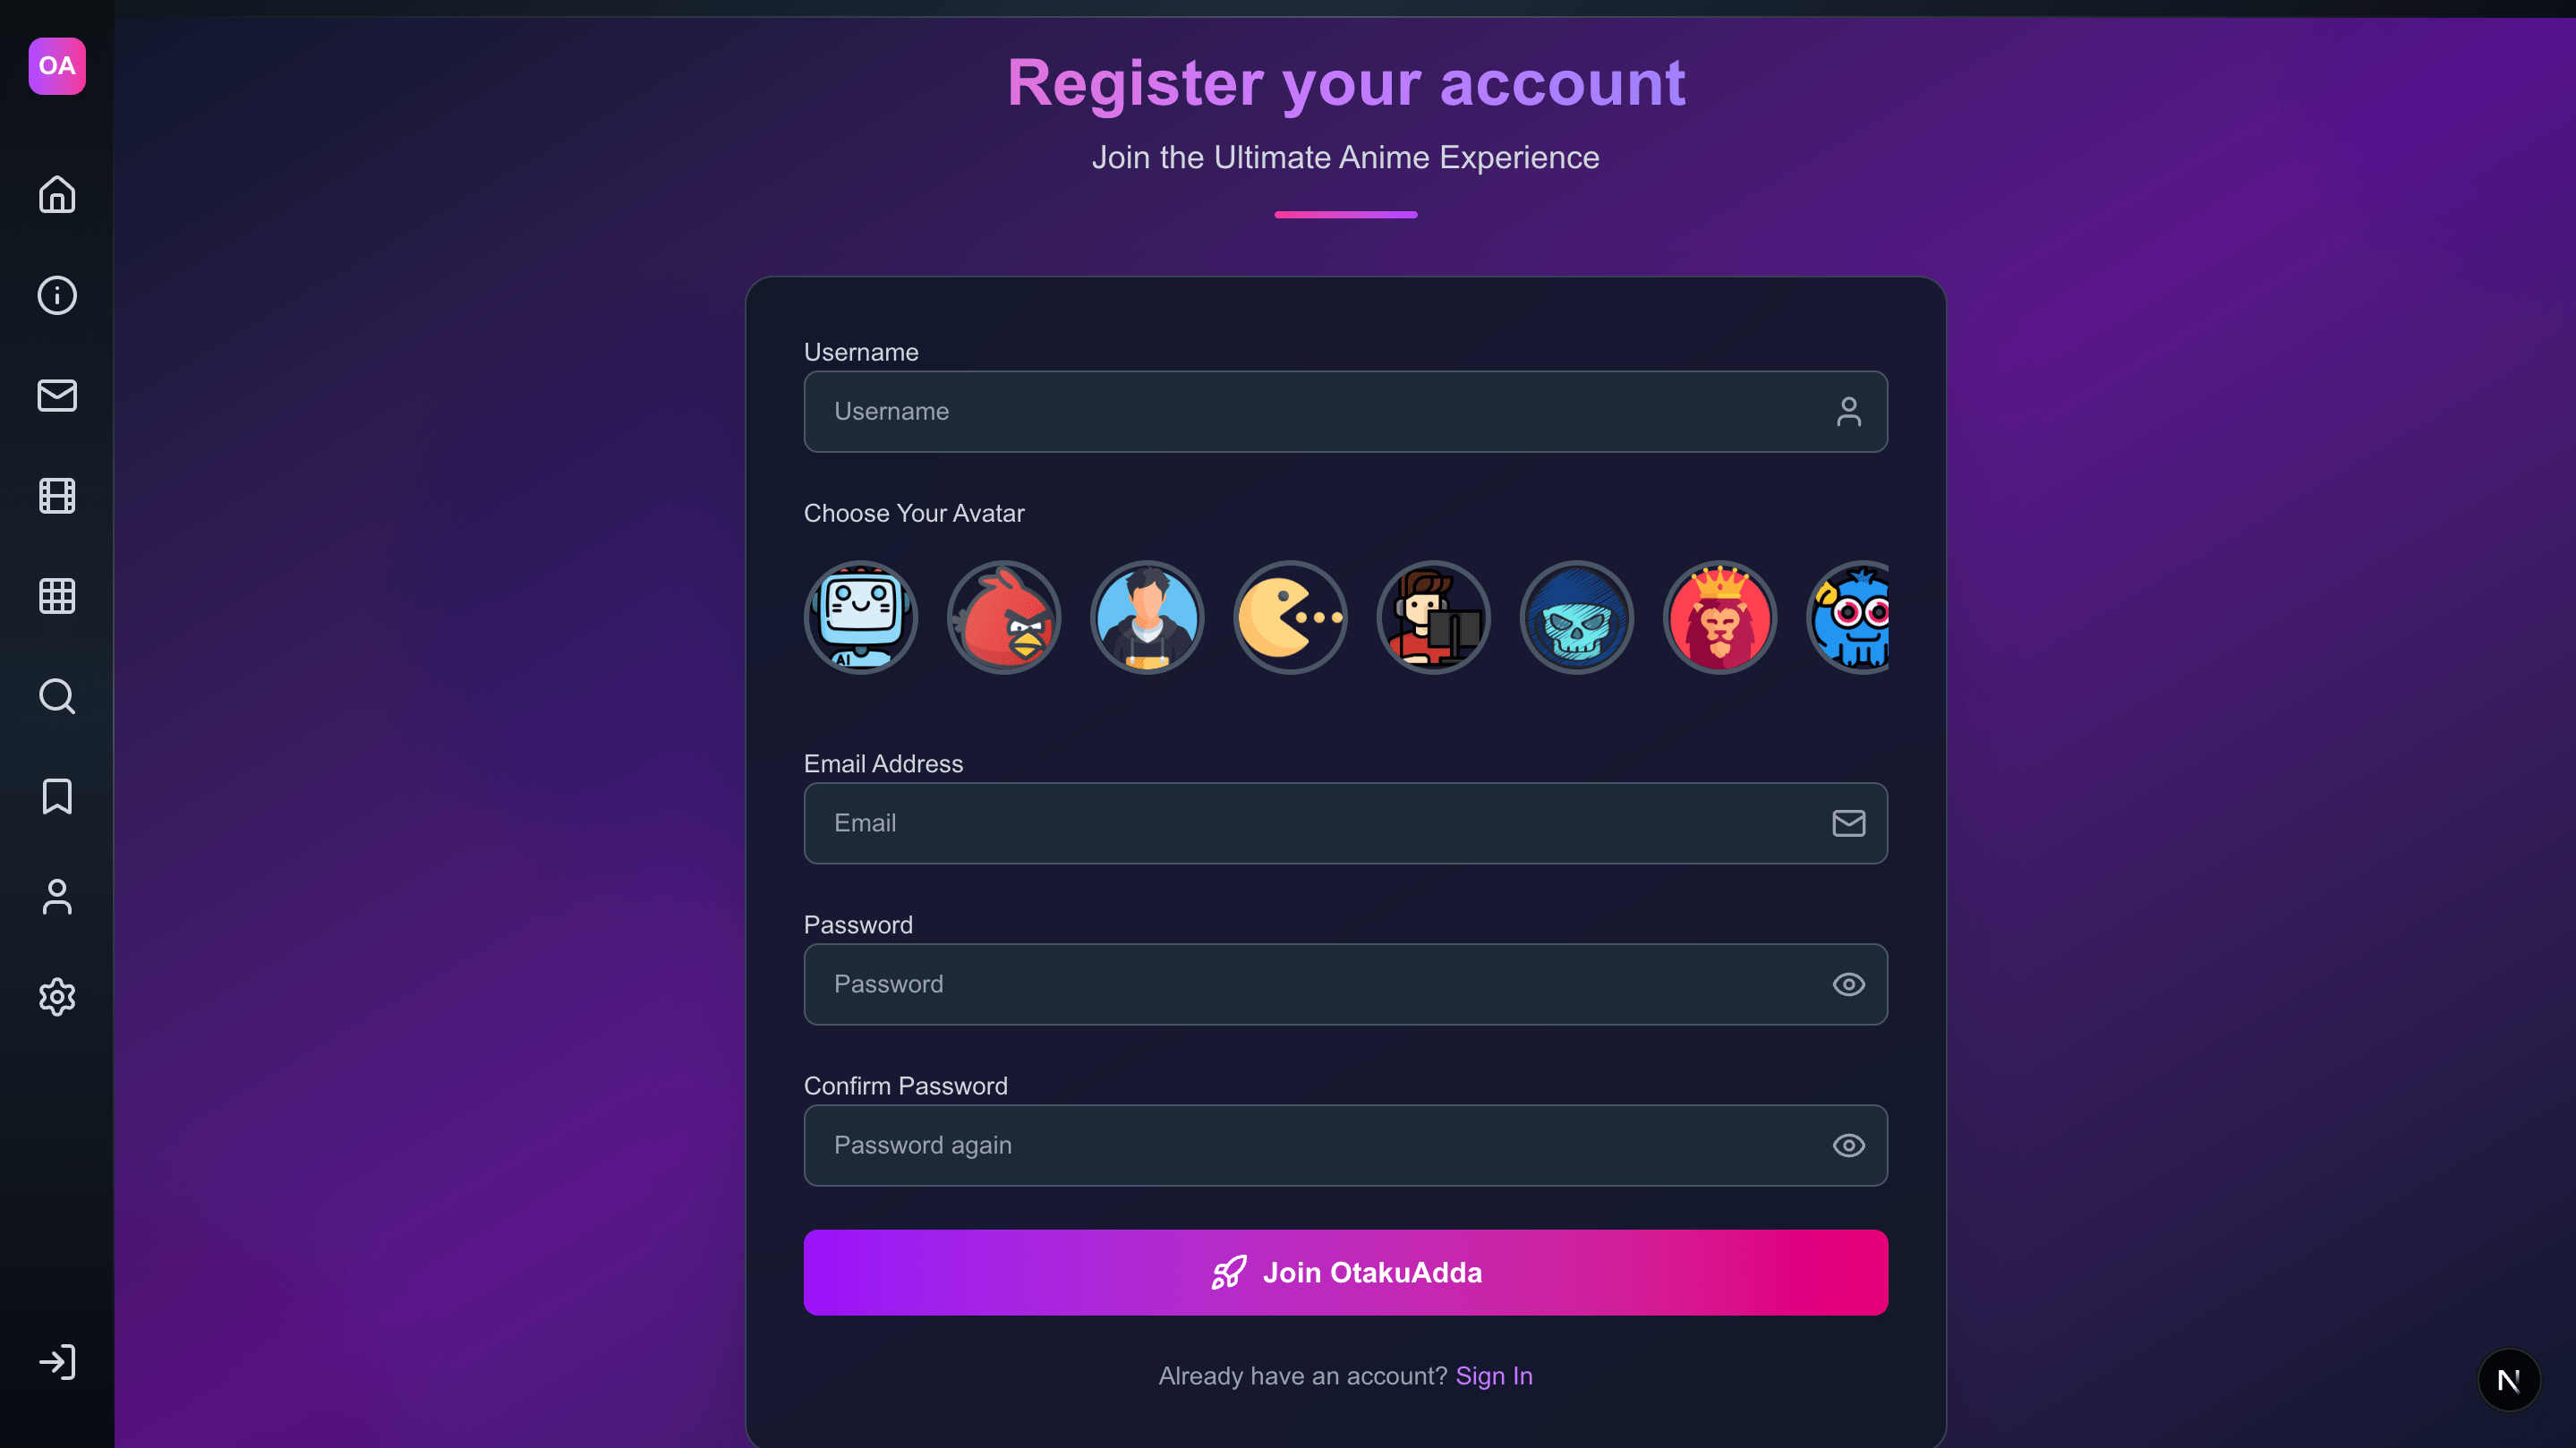 OA
Register your account
Join the Ultimate Anime Experience
Username
Username
Choose Your Avatar
AI
Email Address
Email
Password
Password
Confirm Password
Password again
Join OtakuAdda
Already have an account? Sign In
N